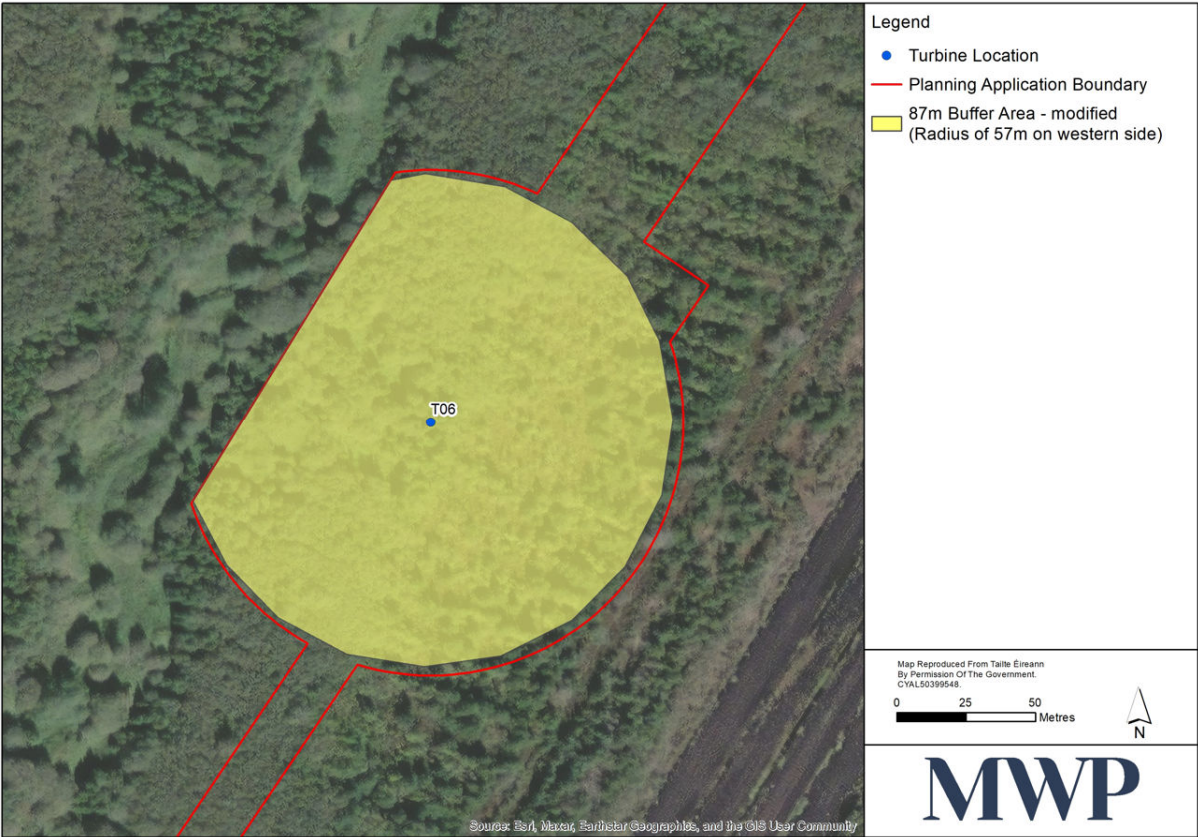 T06
Source: Esri, Maxar, Earthstar Geographics, and the GIS User Community
Legend
Turbine Location
Planning Application Boundary
87m Buffer Area - modified
(Radius of 57m on western side)
Map Reproduced From Tailte Éireann
By Permission Of The Government.
CYAL50399548.
0 25 50
Metres
N
MWP